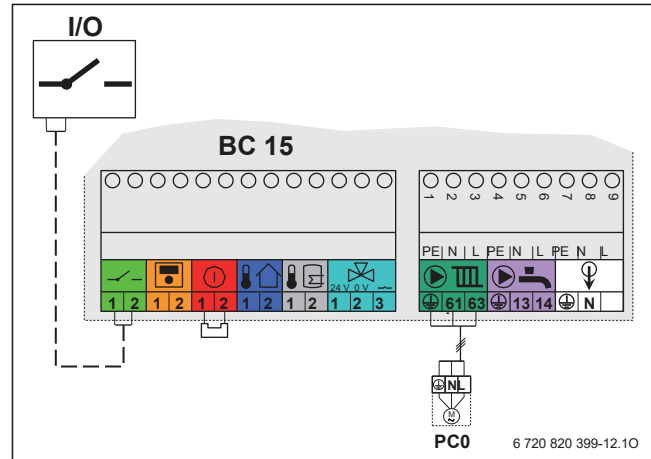 I/O
BC 15
1 2 3 4 5 6 7 8 9
PE N L PE N L PE N L
24 V 0 V
1 2 1 2 1 2 1 2 1 2 1 2 3 61 63 13 14 N
N L
M
PC0
6 720 820 399-12.1O